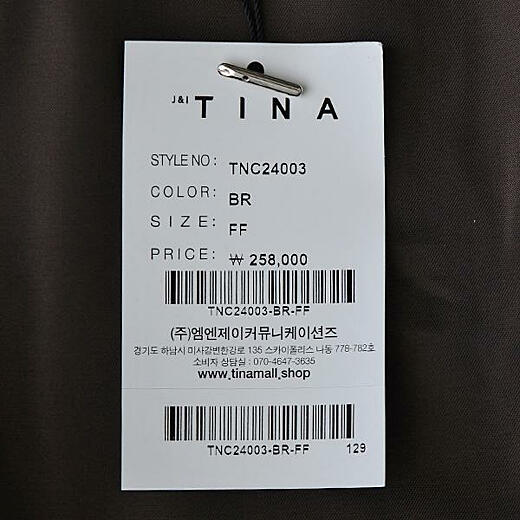 J&I TINA
STYLE NO : TNC24003
COLOR : BR
SIZE : FF
PRICE : ₩ 258,000
TNC24003-BR-FF
(주)엠엔제이커뮤니케이션즈
경기도 하남시 미사강변한강로 135 스카이폴리스 나동 778-782호
소비자 상담실 : 070-4647-3635
www.tinamall.shop
TNC24003-BR-FF 129